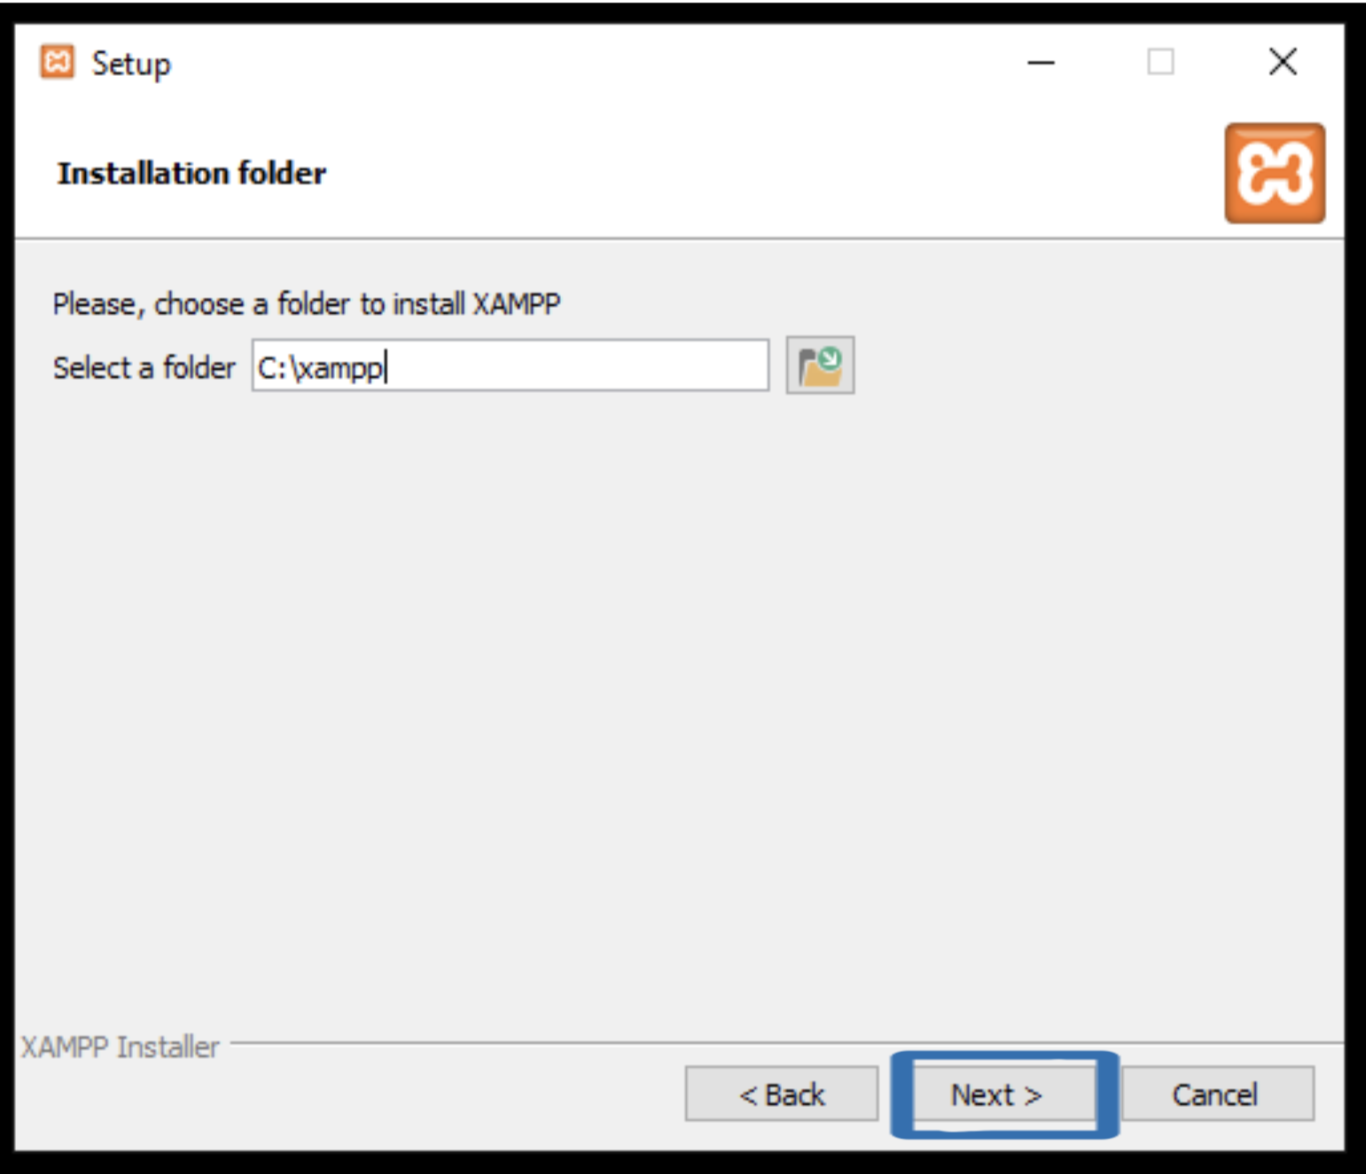 Setup
Installation folder
Please, choose a folder to install XAMPP
Select a folder C:\xampp
XAMPP Installer
< Back Next > Cancel